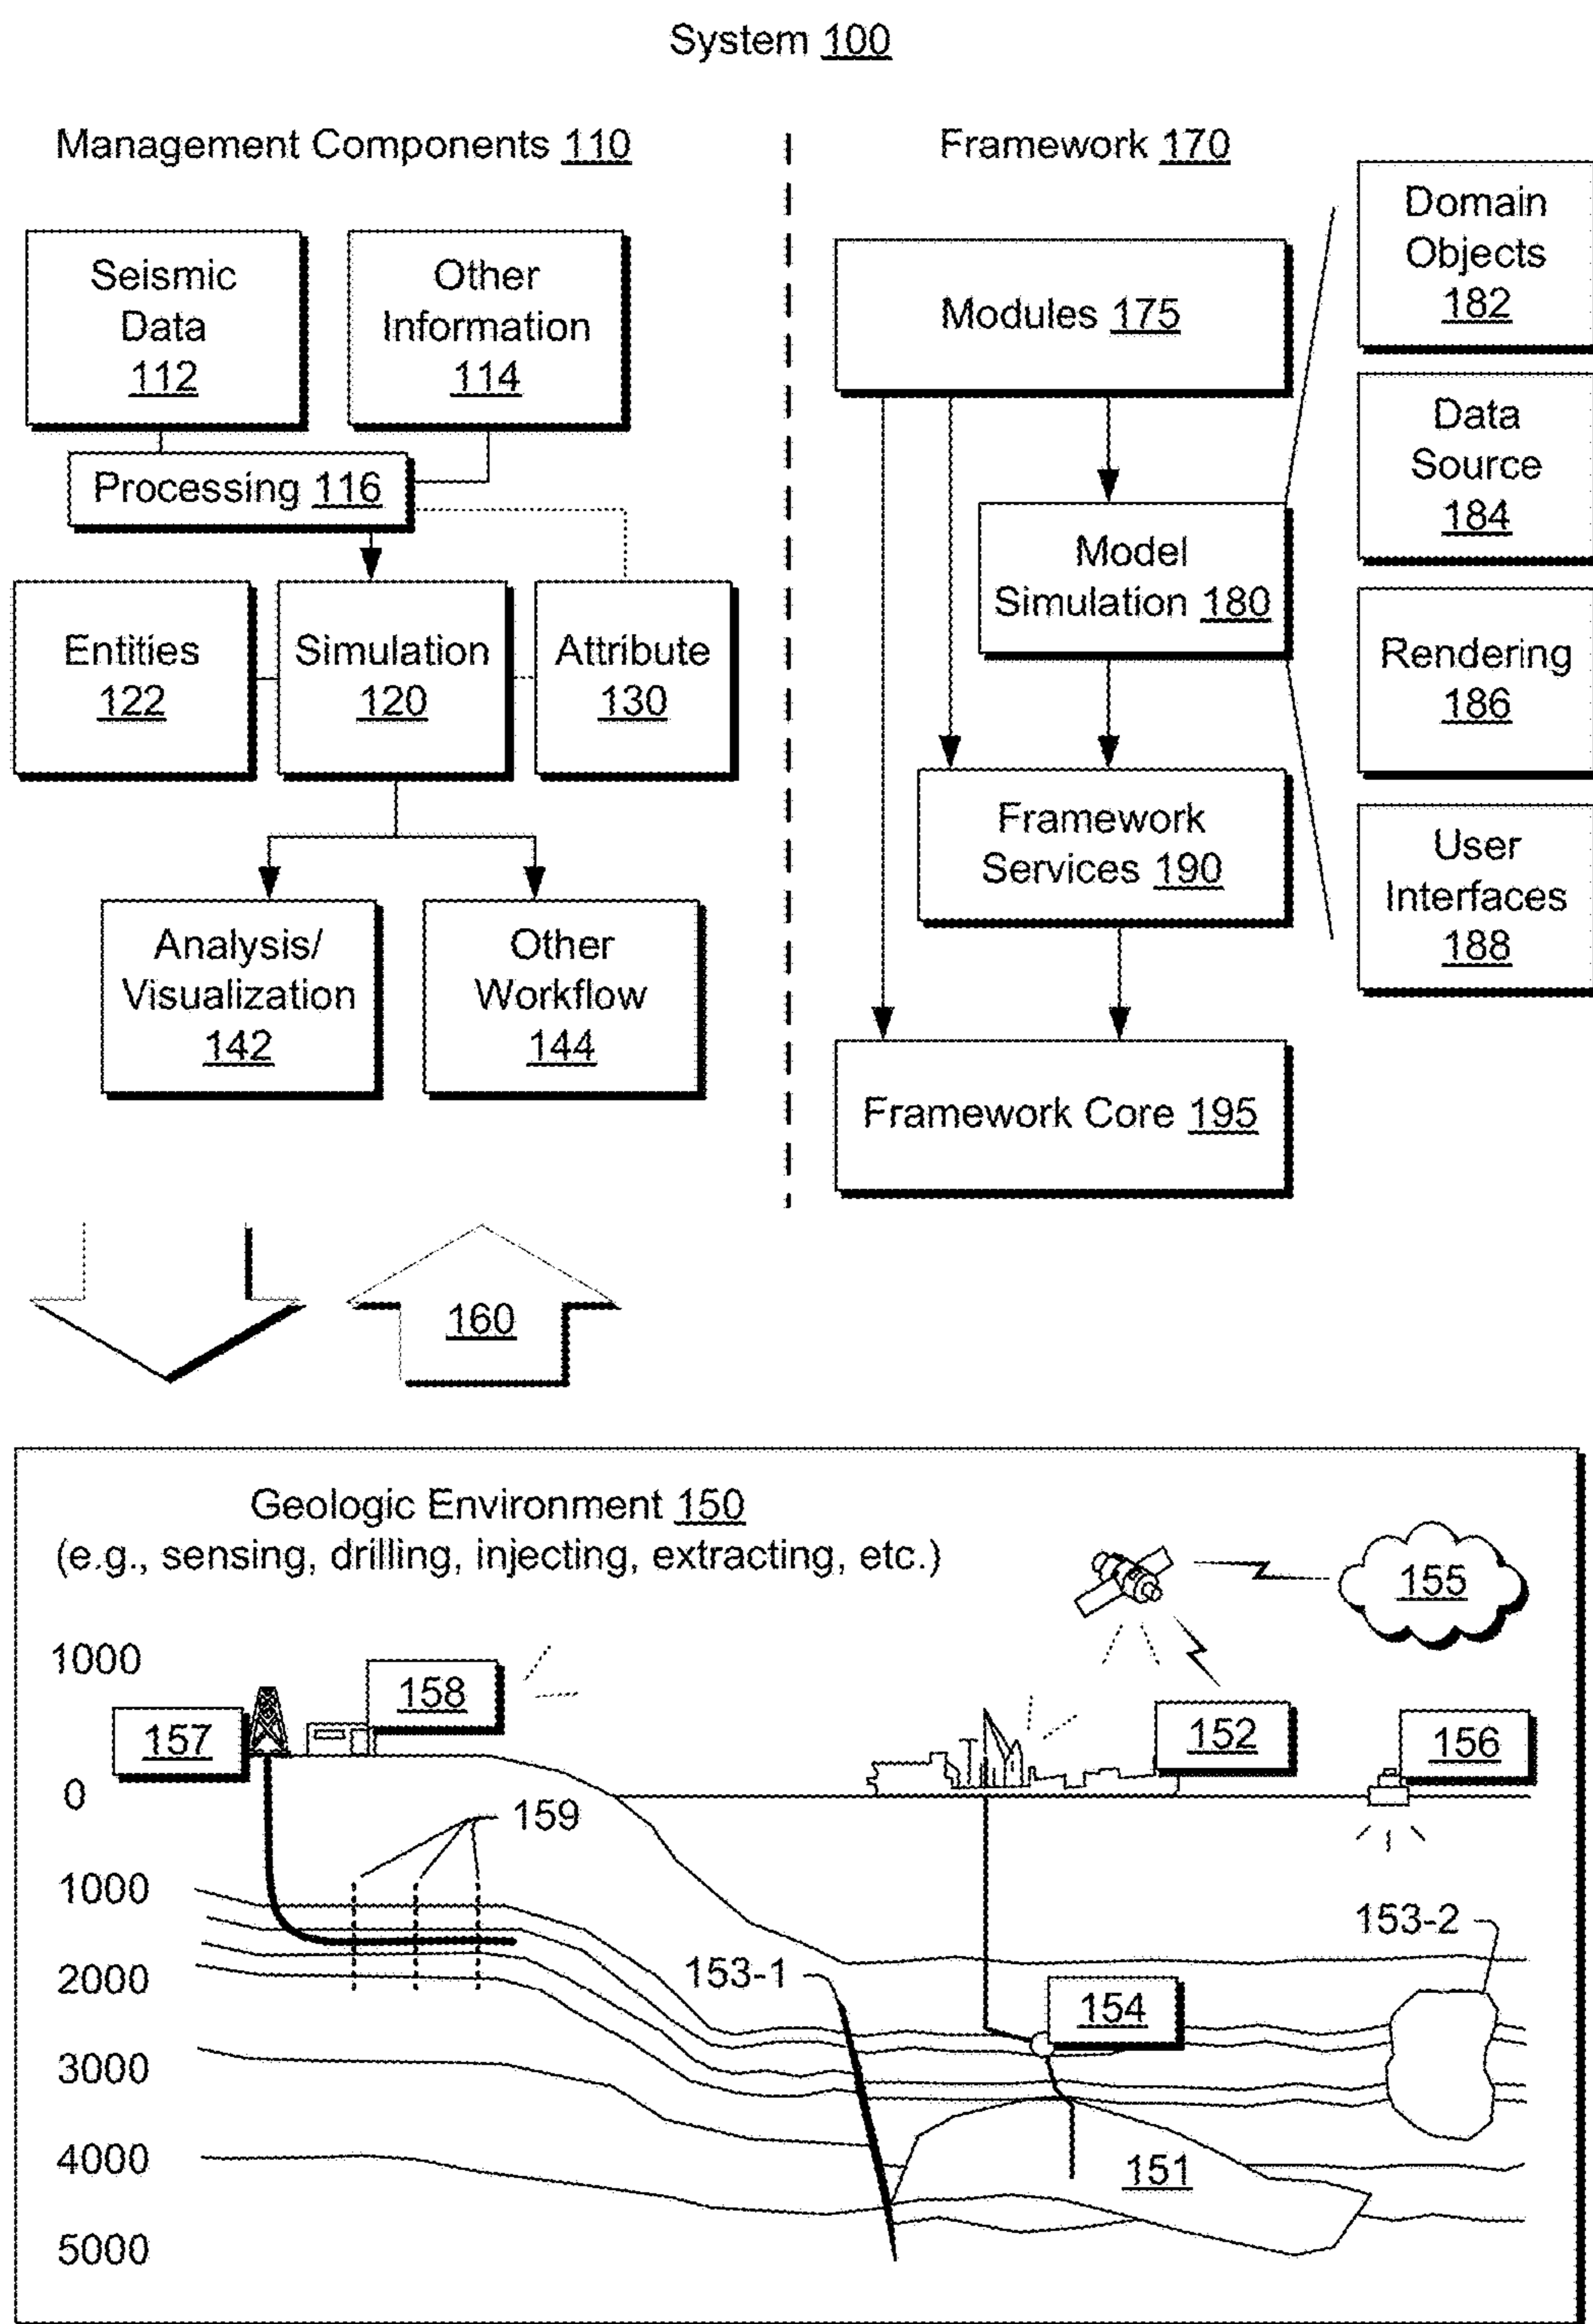 System 100
Management Components 110
Framework 170
Seismic
Data
112
Other
Information
114
Processing 116
Entities
122
Simulation
120
Attribute
130
Analysis/
Visualization
142
Other
Workflow
144
Modules 175
Model
Simulation 180
Framework
Services 190
Framework Core 195
Domain
Objects
182
Data
Source
184
Rendering
186
User
Interfaces
188
160
Geologic Environment 150
(e.g., sensing, drilling, injecting, extracting, etc.)
155
1000
158
157
152
156
0
159
1000
153-2
2000
153-1
154
3000
4000
151
5000